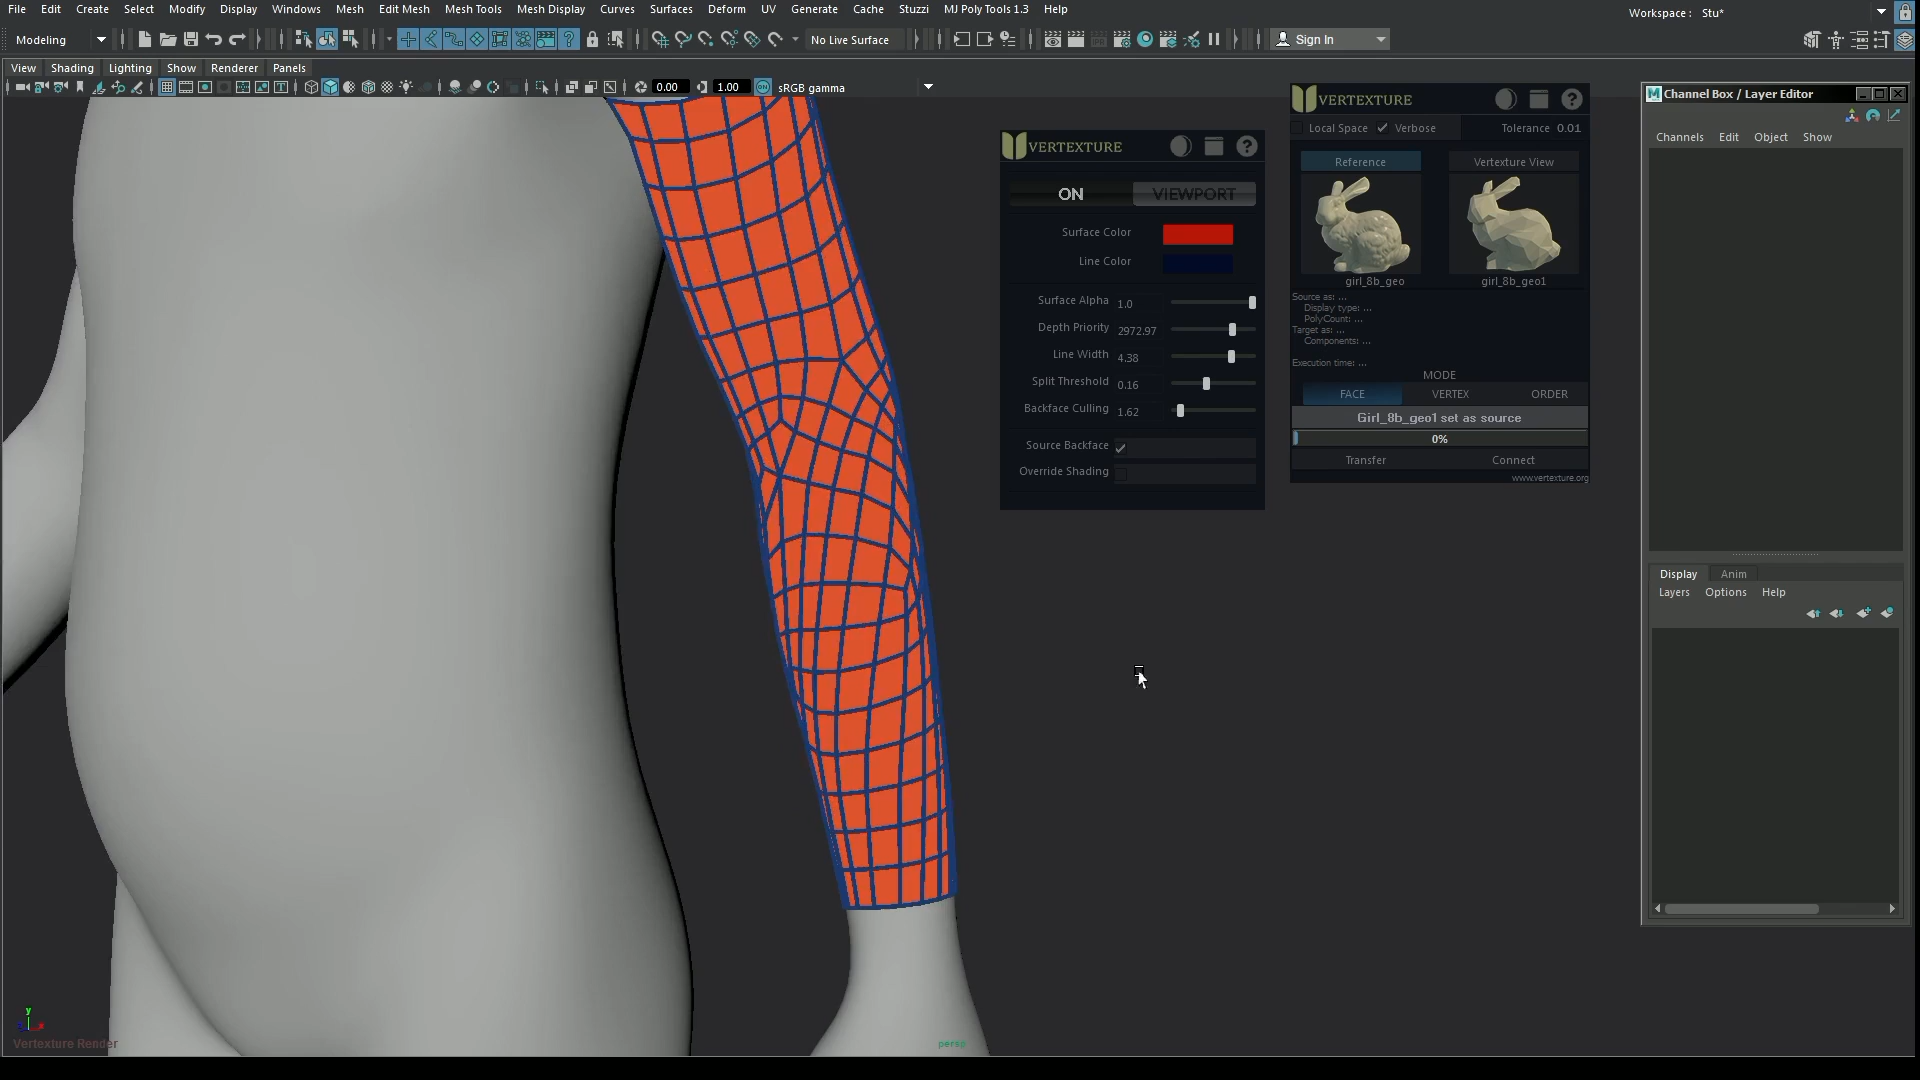 File Edit Create Select Modify Display Windows Mesh Edit Mesh Mesh Tools Mesh Display Curves Surfaces Deform UV Generate Cache Stuzzi MJ Poly Tools 1.3 Help
Workspace : Stu*
Modeling
No Live Surface
Sign In
View Shading Lighting Show Renderer Panels
0.00 1.00 sRGB gamma
VERTEXTURE
ON VIEWPORT
Surface Color
Line Color
Surface Alpha 1.0
Depth Priority 2972.97
Line Width 4.38
Split Threshold 0.16
Backface Culling 1.62
Source Backface
Override Shading
VERTEXTURE
Local Space Verbose Tolerance 0.01
Reference Vertexture View
girl_8b_geo girl_8b_geo1
Source as: ...
Display type: ...
PolyCount: ...
Target as: ...
Components: ...
Execution time: ...
MODE
FACE VERTEX ORDER
Girl_8b_geo1 set as source
0%
Transfer Connect
www.vertexture.org
Channel Box / Layer Editor
Channels Edit Object Show
Display Anim
Layers Options Help
y
Vertexture Render
persp